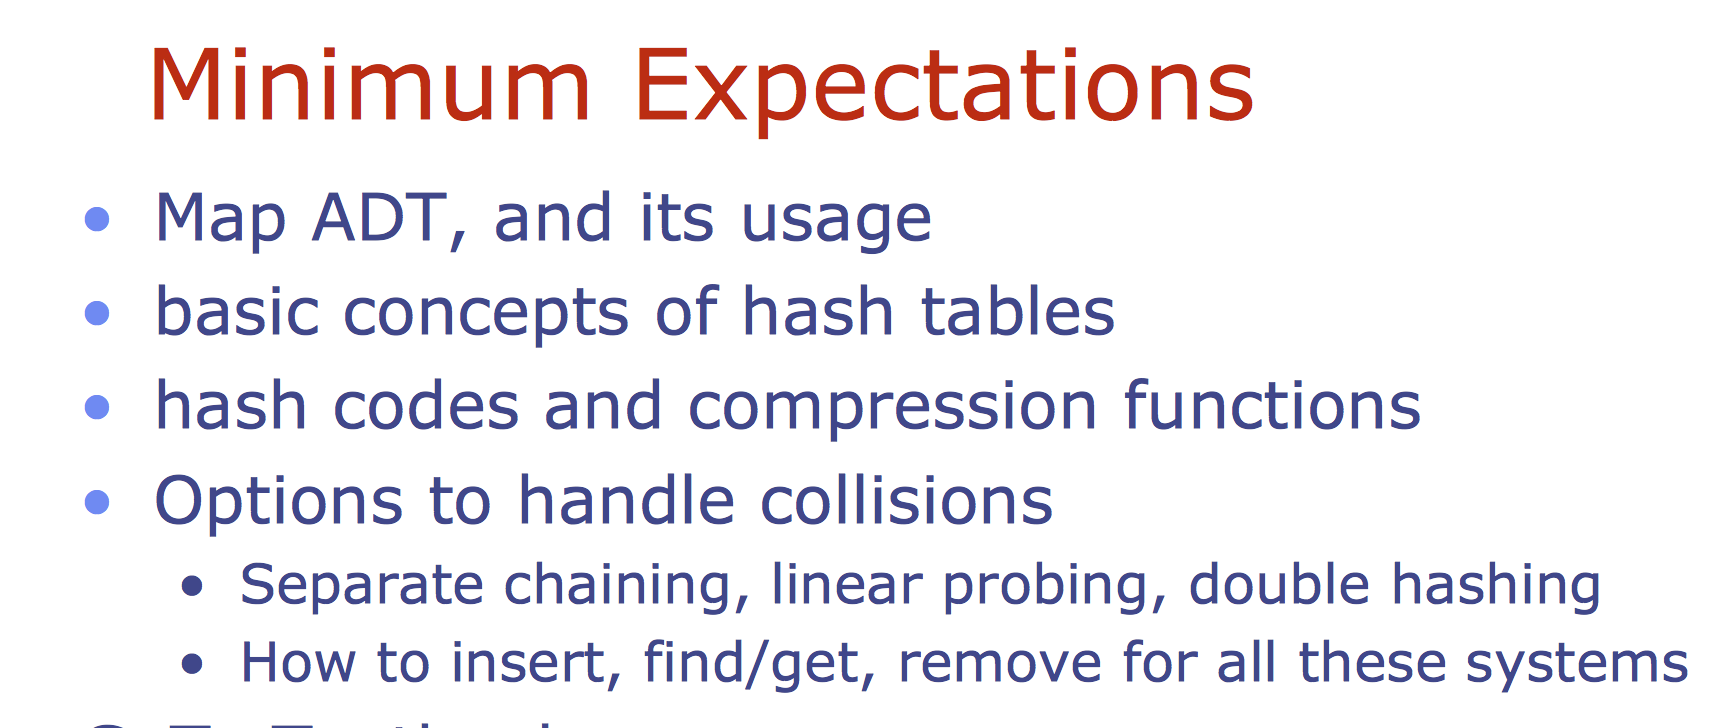 Minimum Expectations
• Map ADT, and its usage
• basic concepts of hash tables
• hash codes and compression functions
• Options to handle collisions
• Separate chaining, linear probing, double hashing
• How to insert, find/get, remove for all these systems